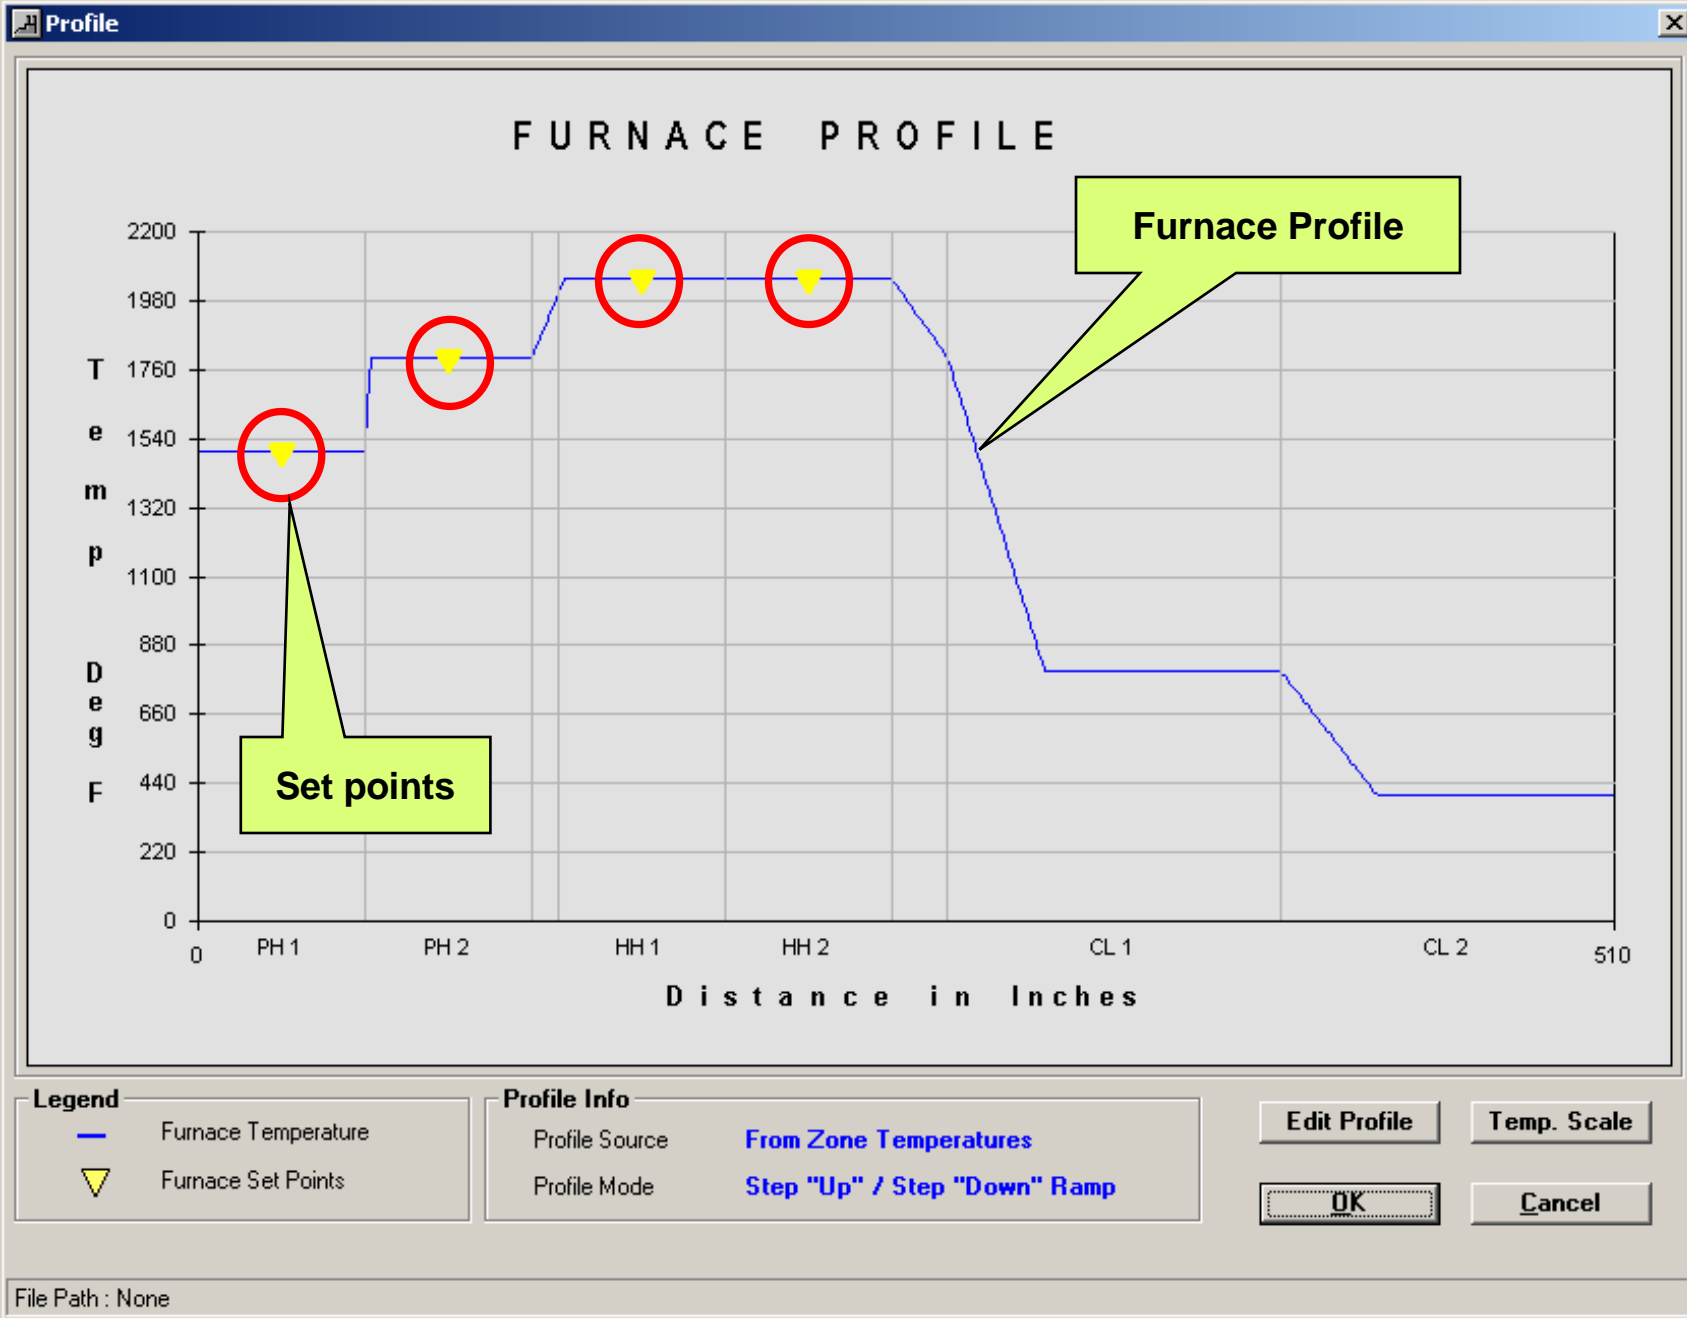 Profile
FURNACE PROFILE
Furnace Profile
2200
1980
1760
1540
1320
1100
880
660
440
220
0
Temp Deg F
Set points
0 PH 1 PH 2 HH 1 HH 2 CL 1 CL 2 510
Distance in Inches
Legend
Furnace Temperature
Furnace Set Points
Profile Info
Profile Source From Zone Temperatures
Profile Mode Step "Up" / Step "Down" Ramp
Edit Profile Temp. Scale
OK Cancel
File Path : None